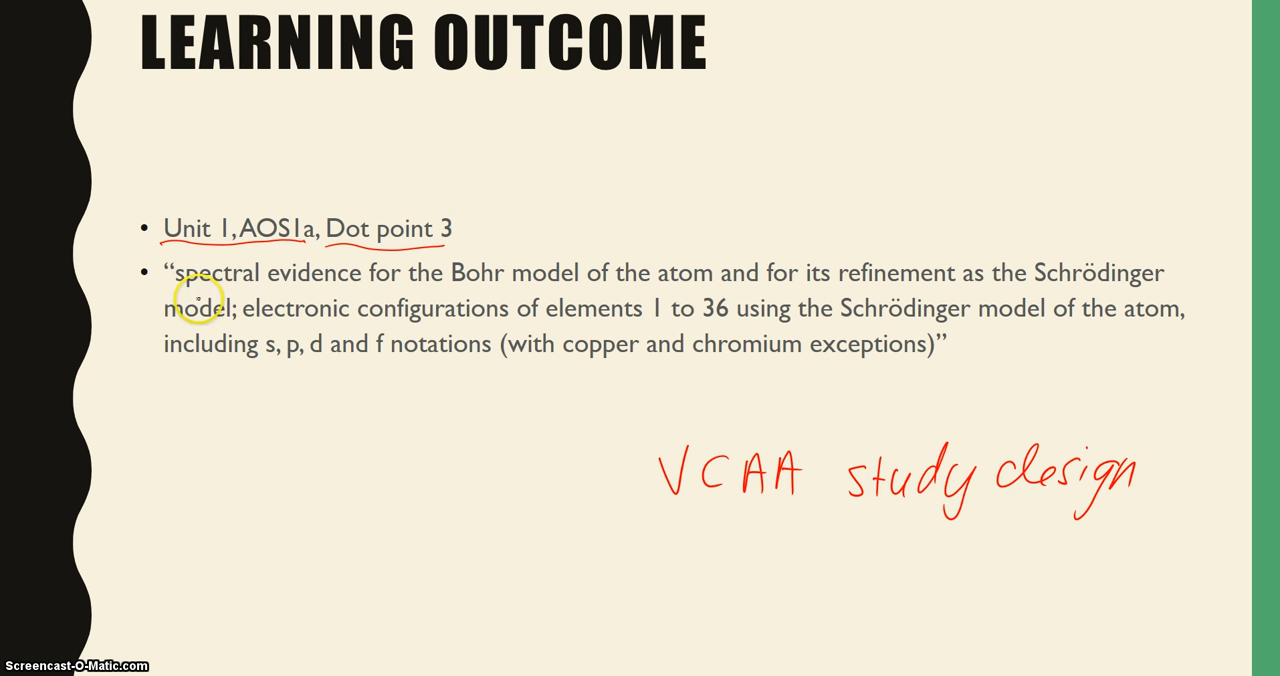 LEARNING OUTCOME
• Unit 1, AOS1a, Dot point 3
• “spectral evidence for the Bohr model of the atom and for its refinement as the Schrödinger
model; electronic configurations of elements 1 to 36 using the Schrödinger model of the atom,
including s, p, d and f notations (with copper and chromium exceptions)”
VCAA study design
Screencast-O-Matic.com